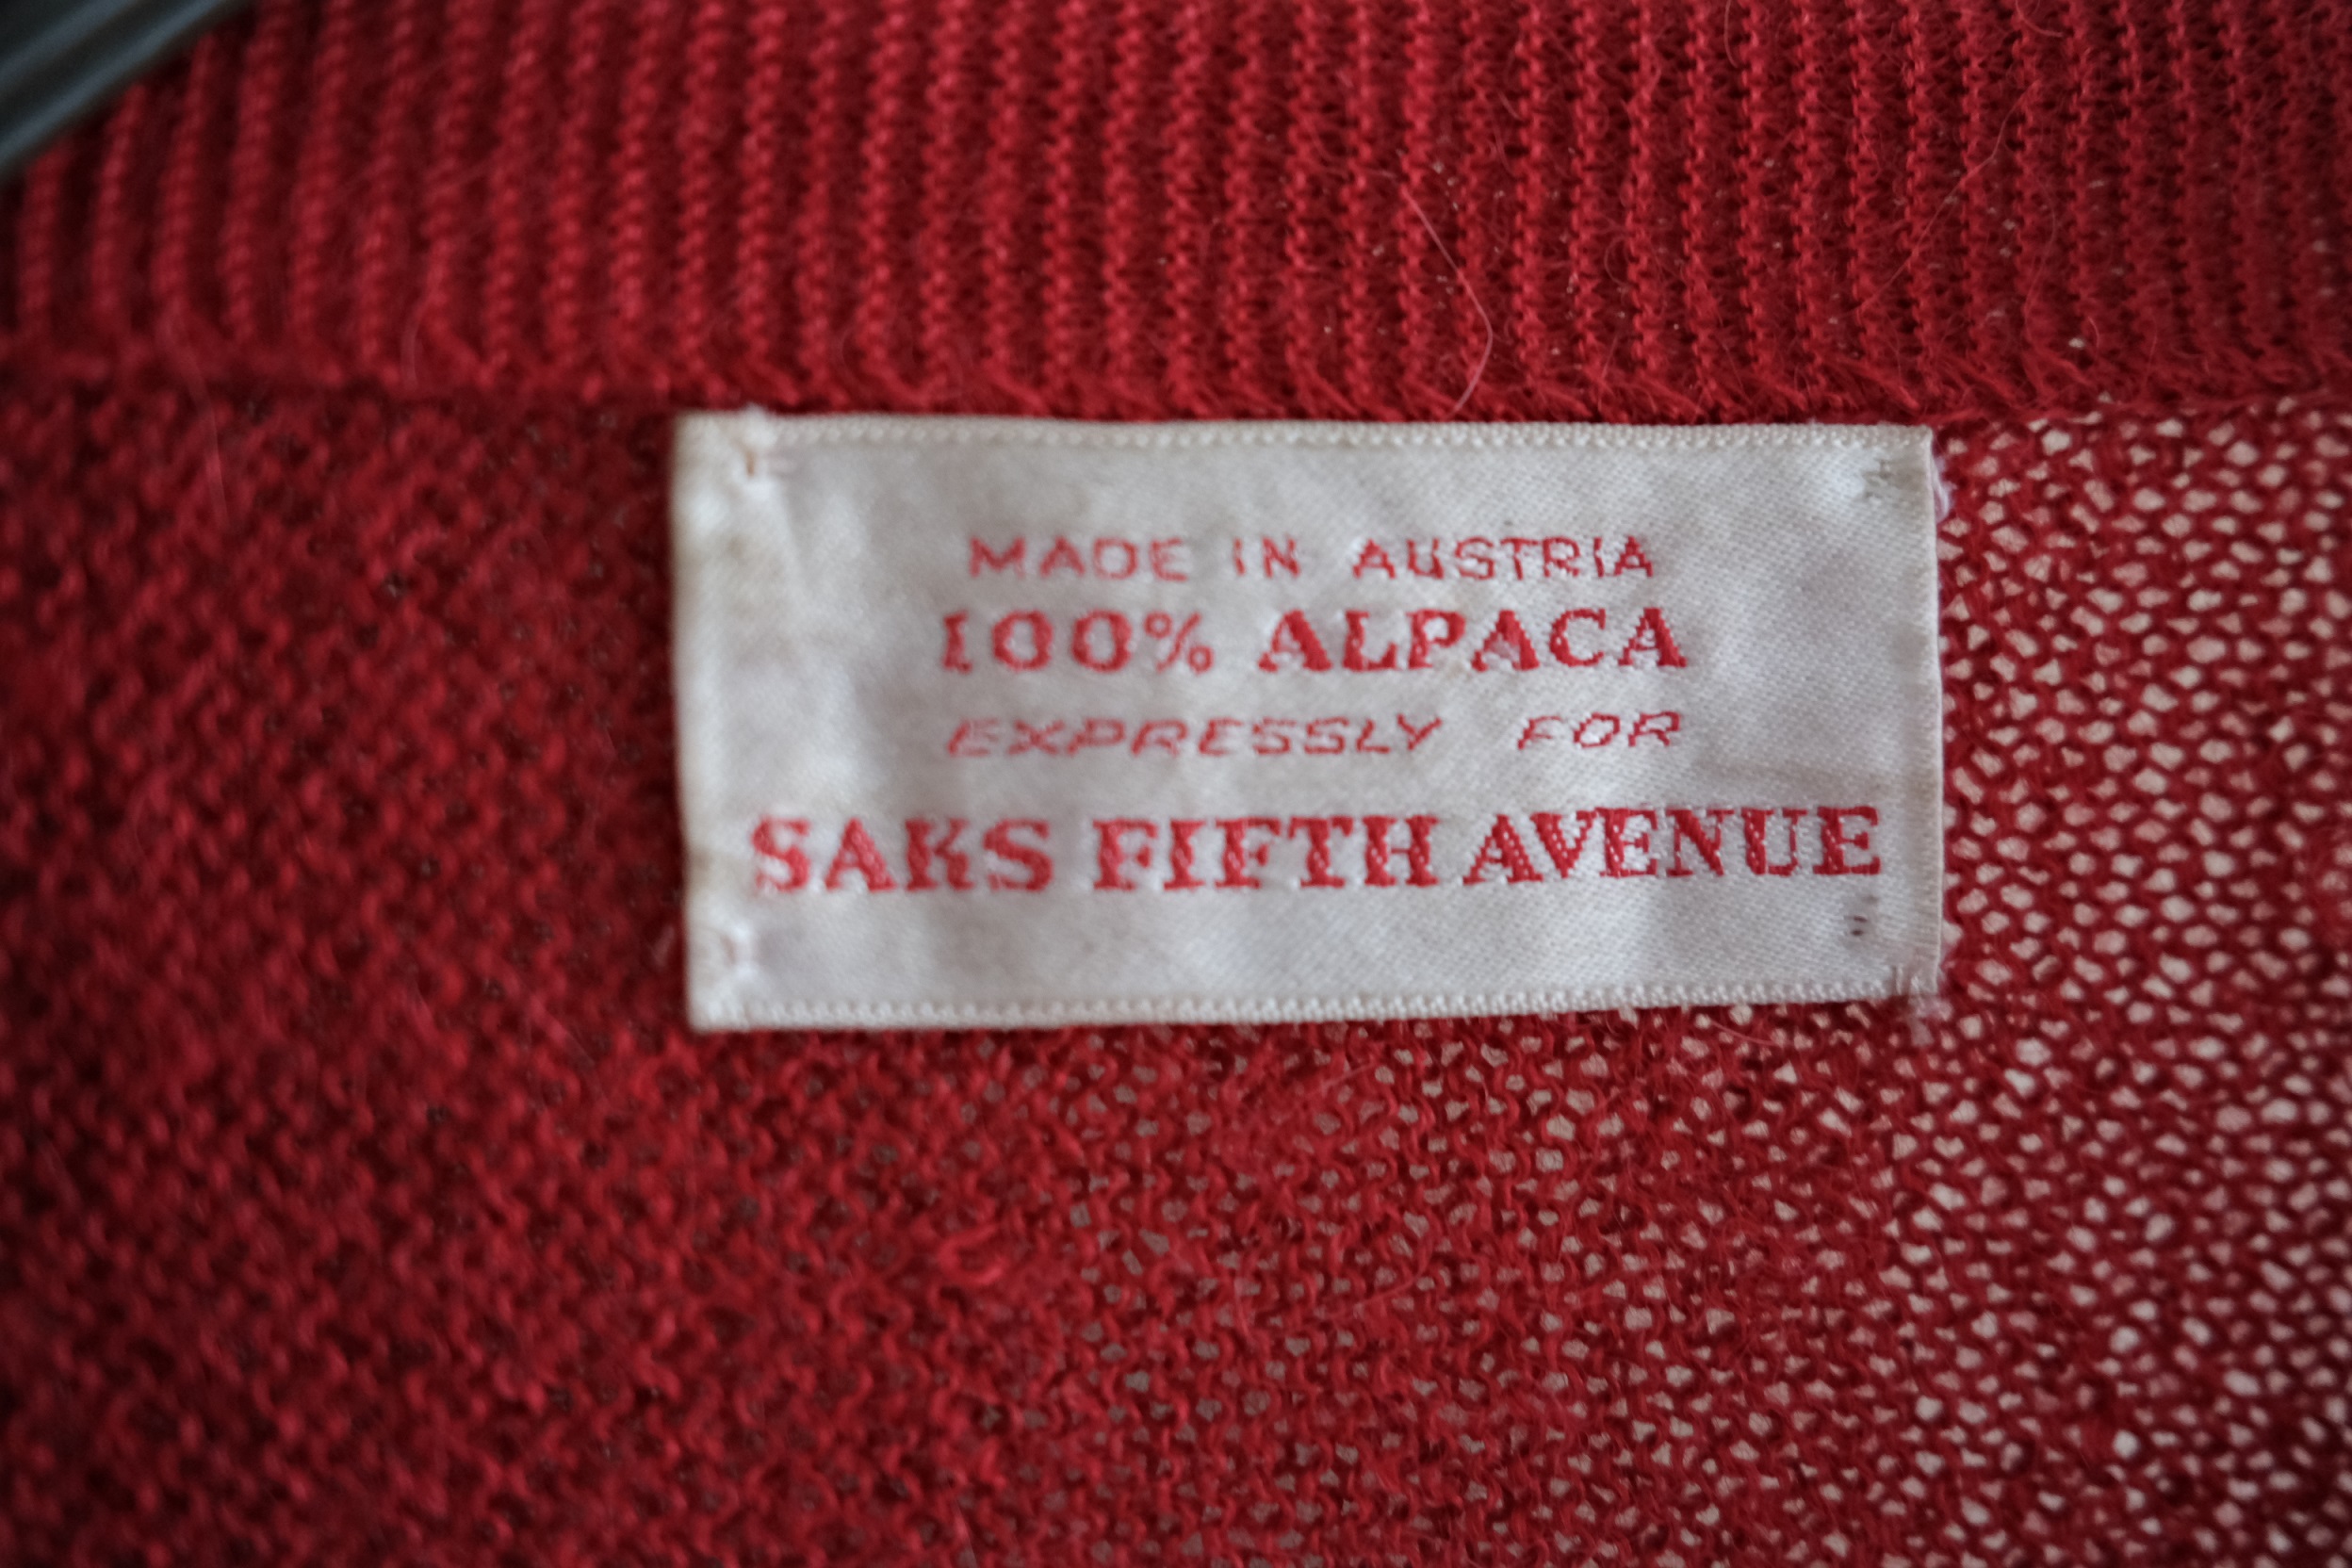 MADE IN AUSTRIA
100% ALPACA
EXPRESSLY FOR
SAKS FIFTH AVENUE